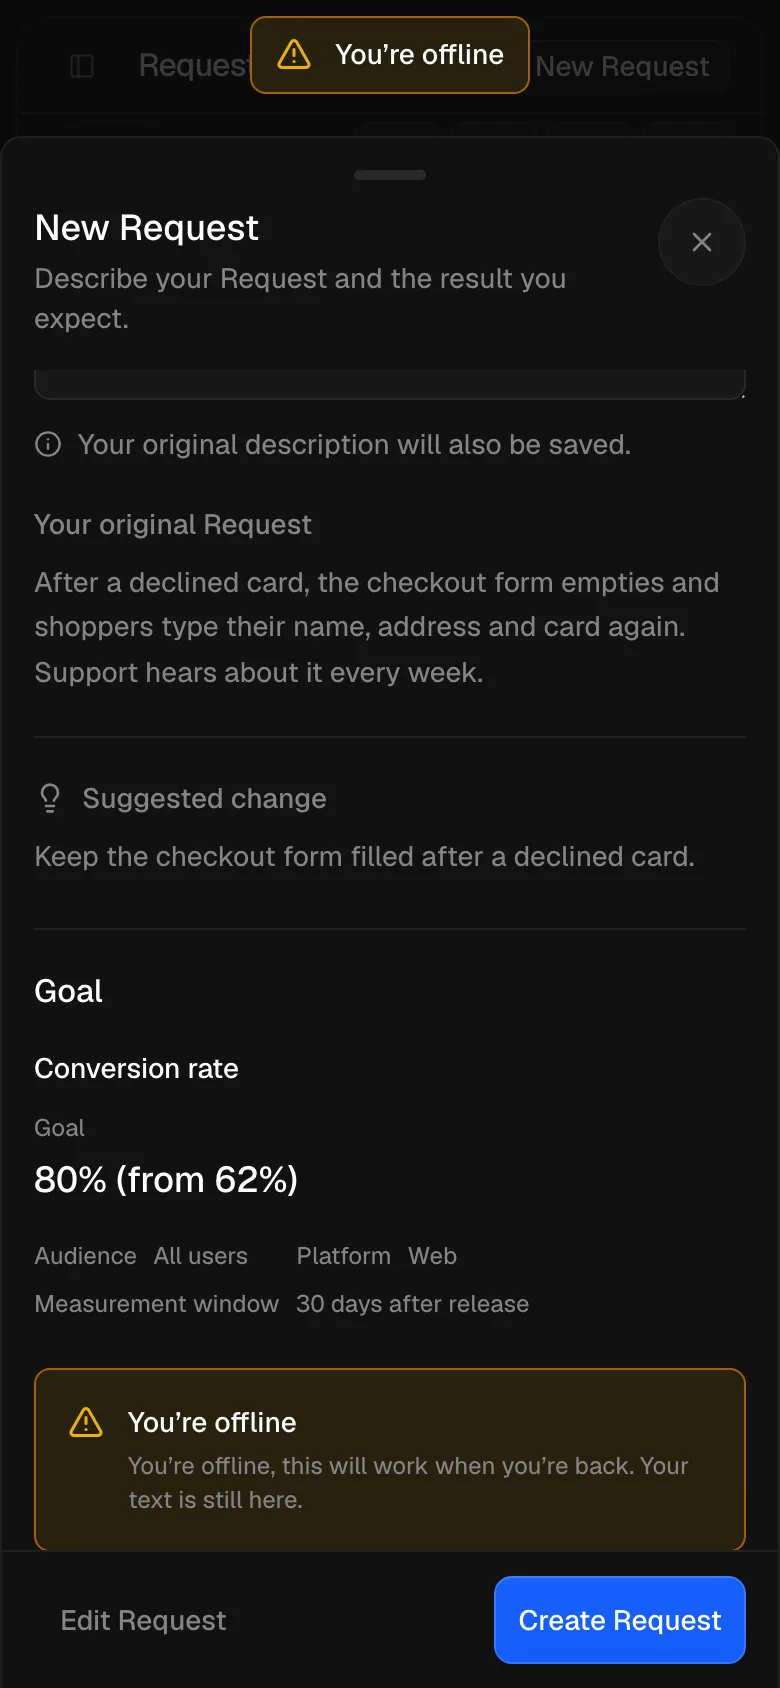 Request
You're offline
New Request
New Request
Describe your Request and the result you
expect.
Your original description will also be saved.
Your original Request
After a declined card, the checkout form empties and
shoppers type their name, address and card again.
Support hears about it every week.
Suggested change
Keep the checkout form filled after a declined card.
Goal
Conversion rate
Goal
80% (from 62%)
Audience All users Platform Web
Measurement window 30 days after release
You're offline
You're offline, this will work when you're back. Your
text is still here.
Edit Request
Create Request